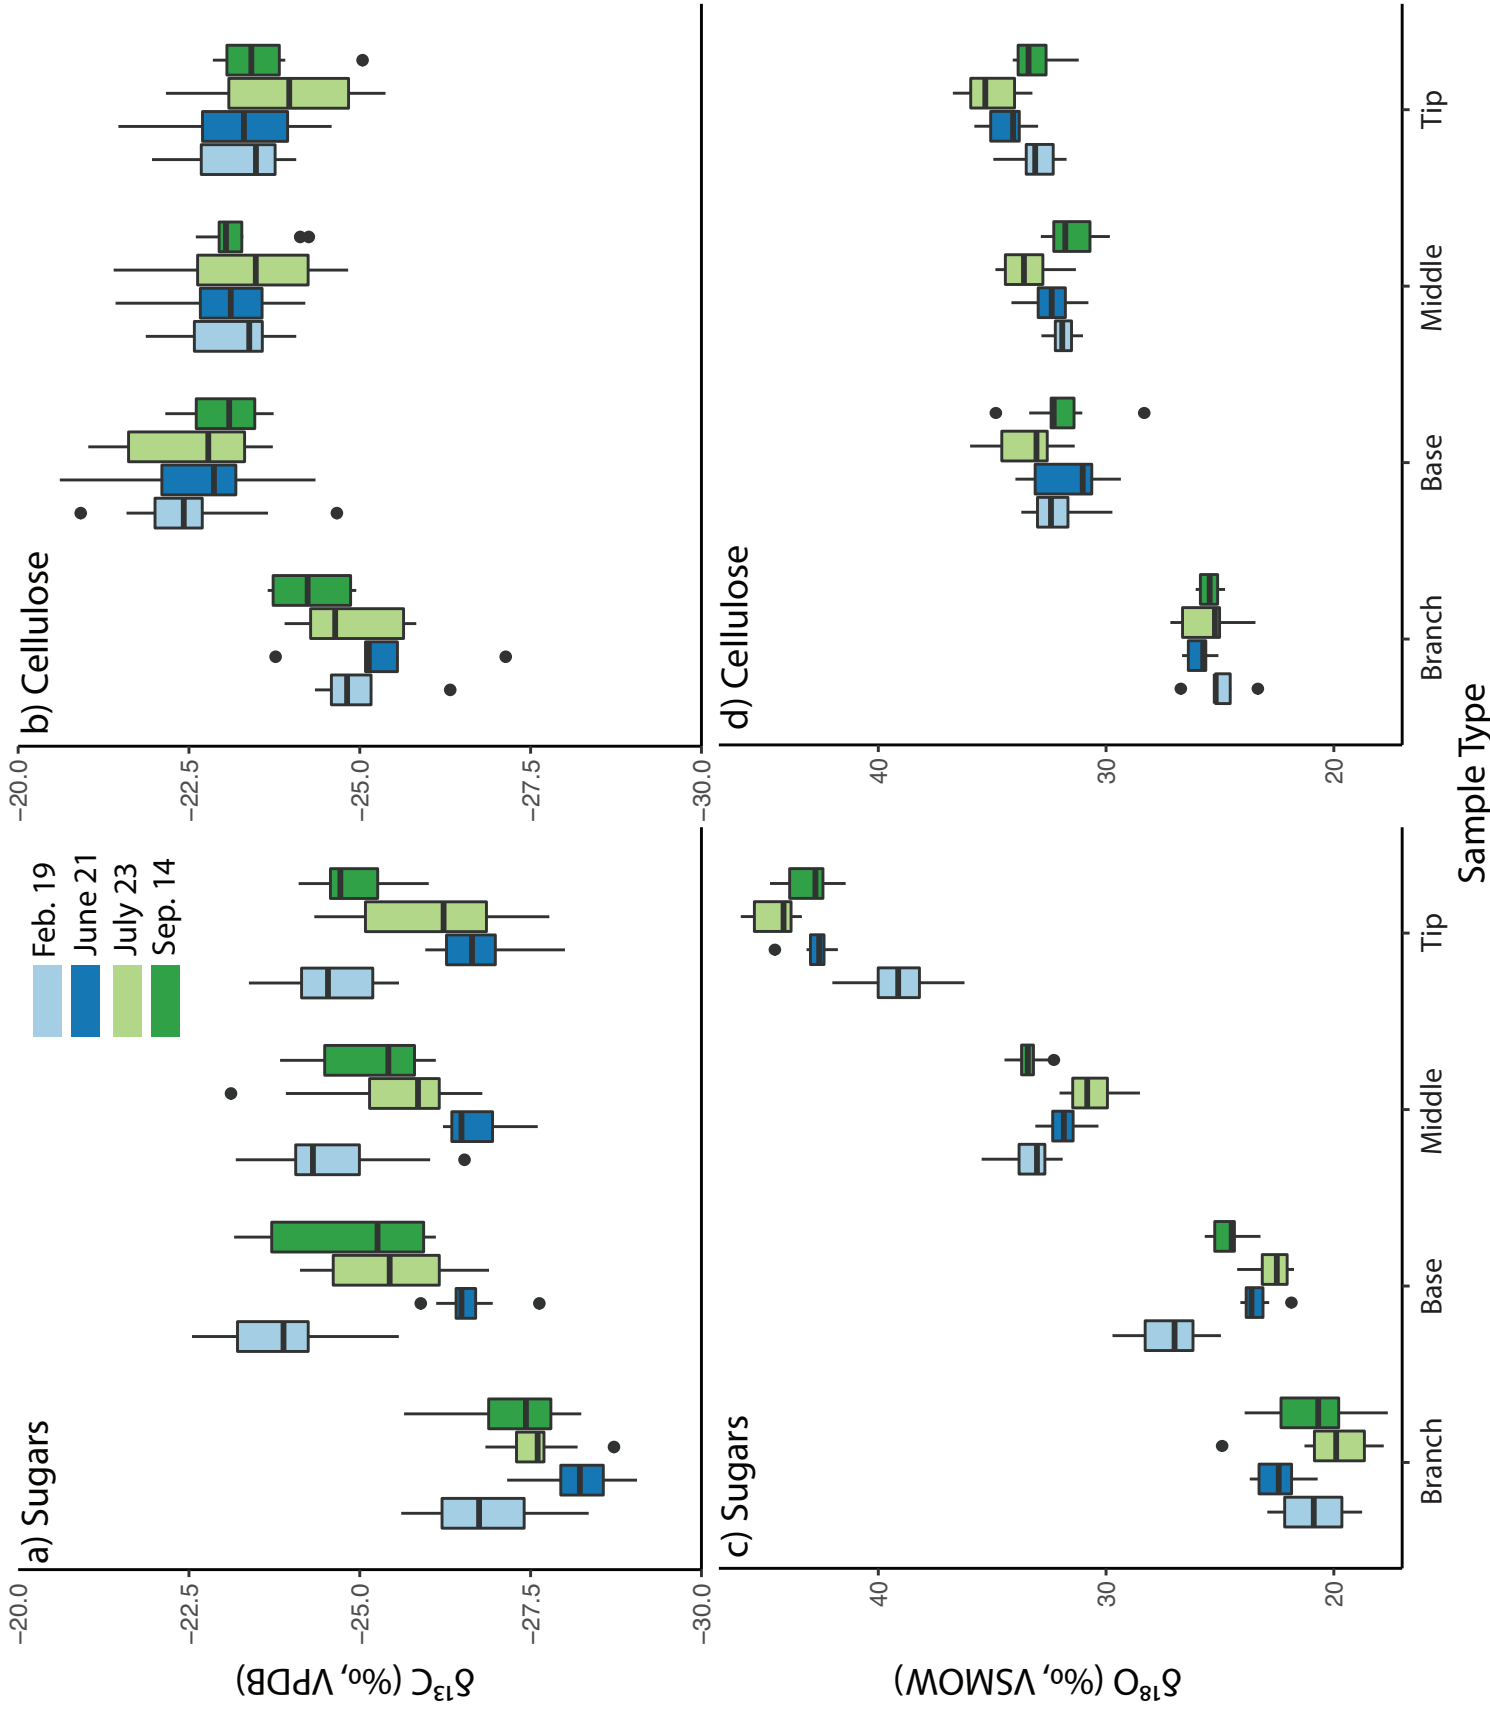 a) Sugars
Feb. 19
June 21
July 23
Sep. 14
−20.0
−22.5
−25.0
−27.5
−30.0
δ¹³C (‰, VPDB)
b) Cellulose
−20.0
−22.5
−25.0
−27.5
−30.0
c) Sugars
40
30
20
δ¹⁸O (‰, VSMOW)
Branch
Base
Middle
Tip
d) Cellulose
40
30
20
Branch
Base
Middle
Tip
Sample Type